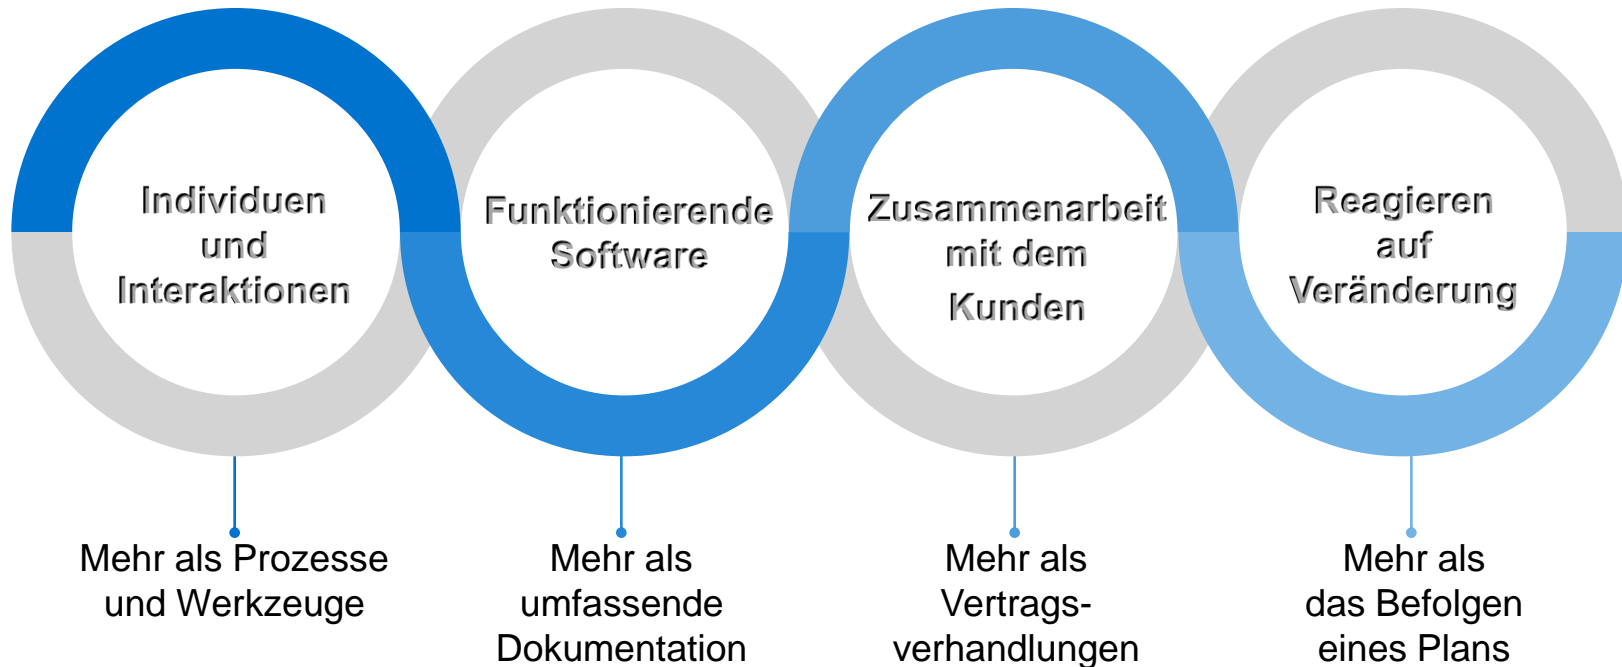 Individuen
und
Interaktionen
Funktionierende
Software
Zusammenarbeit
mit dem
Kunden
Reagieren
auf
Veränderung
Mehr als Prozesse
und Werkzeuge
Mehr als
umfassende
Dokumentation
Mehr als
Vertrags-
verhandlungen
Mehr als
das Befolgen
eines Plans